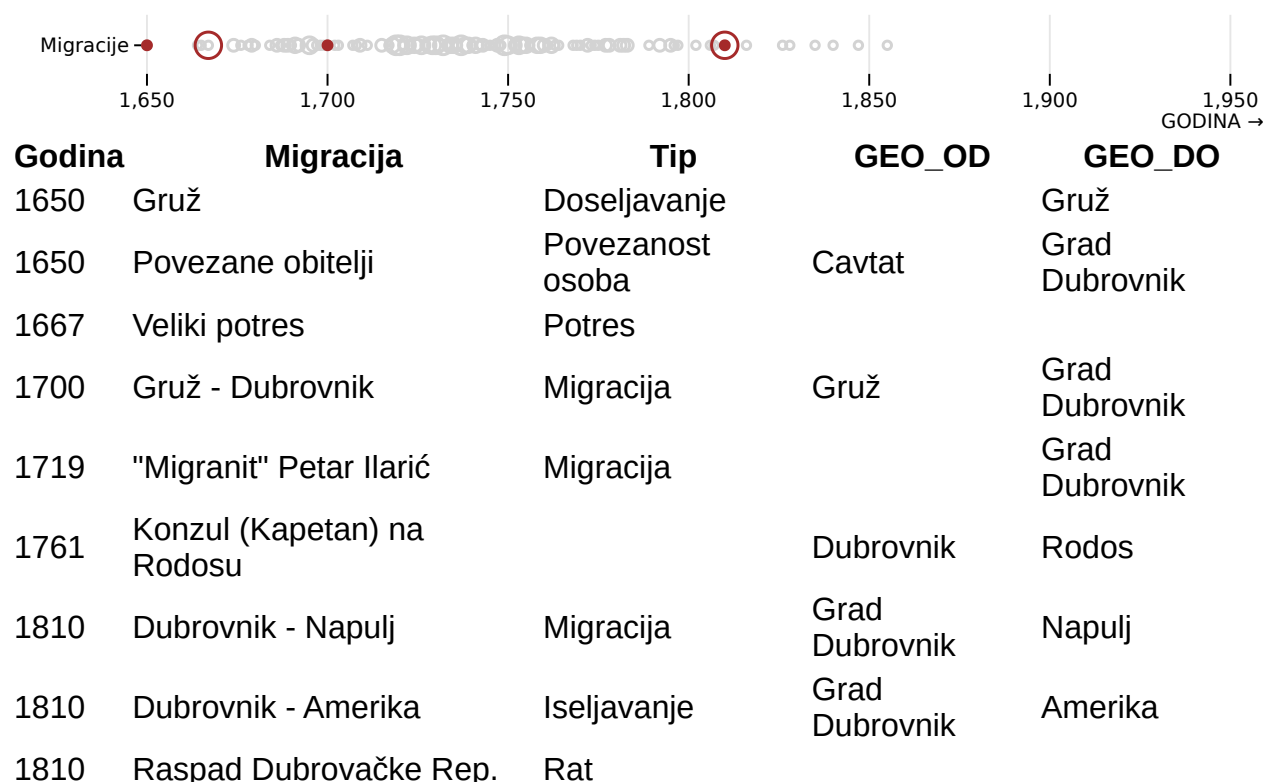 Migracije
1,650 1,700 1,750 1,800 1,850 1,900 1,950
GODINA →
Godina Migracija Tip GEO_OD GEO_DO
1650 Gruž Doseljavanje Gruž
1650 Povezane obitelji Povezanost osoba Cavtat Grad Dubrovnik
1667 Veliki potres Potres
1700 Gruž - Dubrovnik Migracija Gruž Grad Dubrovnik
1719 "Migranit" Petar Ilarić Migracija Grad Dubrovnik
1761 Konzul (Kapetan) na Rodosu Dubrovnik Rodos
1810 Dubrovnik - Napulj Migracija Grad Dubrovnik Napulj
1810 Dubrovnik - Amerika Iseljavanje Grad Dubrovnik Amerika
1810 Raspad Dubrovačke Rep. Rat